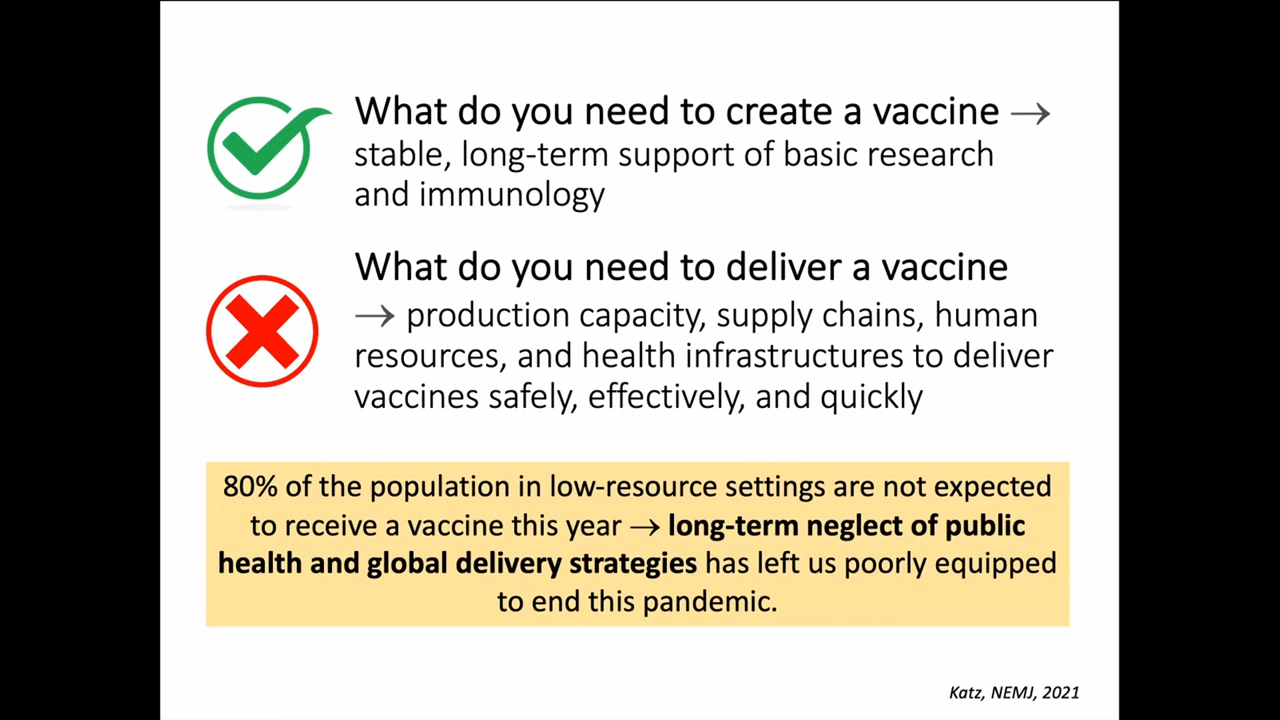 What do you need to create a vaccine →
stable, long-term support of basic research
and immunology
What do you need to deliver a vaccine
→ production capacity, supply chains, human
resources, and health infrastructures to deliver
vaccines safely, effectively, and quickly
80% of the population in low-resource settings are not expected
to receive a vaccine this year → long-term neglect of public
health and global delivery strategies has left us poorly equipped
to end this pandemic.
Katz, NEMJ, 2021